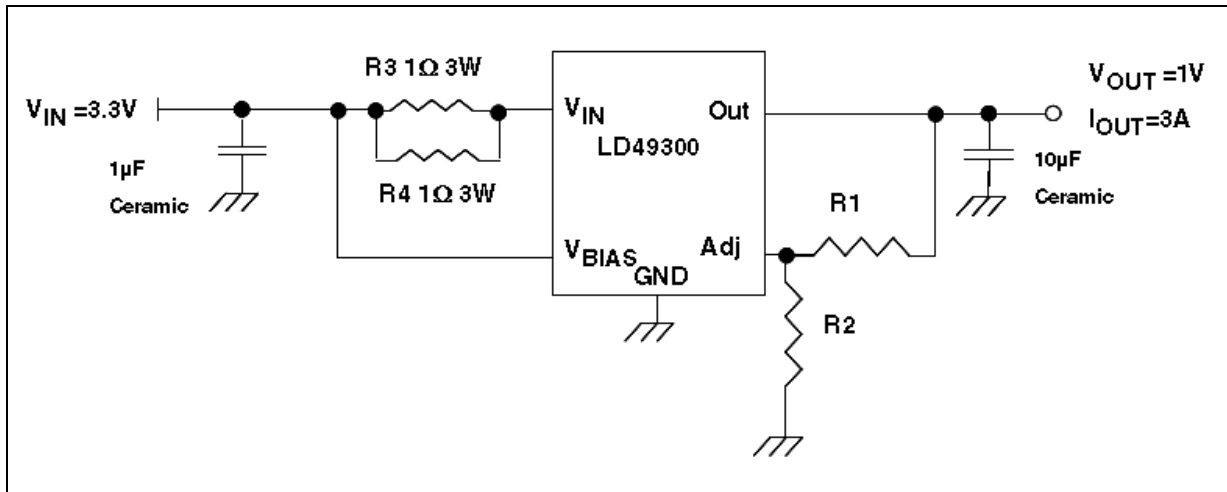 V_IN =3.3V
1µF
Ceramic
R3 1Ω 3W
R4 1Ω 3W
V_IN
Out
LD49300
V_BIAS
Adj
GND
R1
R2
V_OUT =1V
I_OUT=3A
10µF
Ceramic